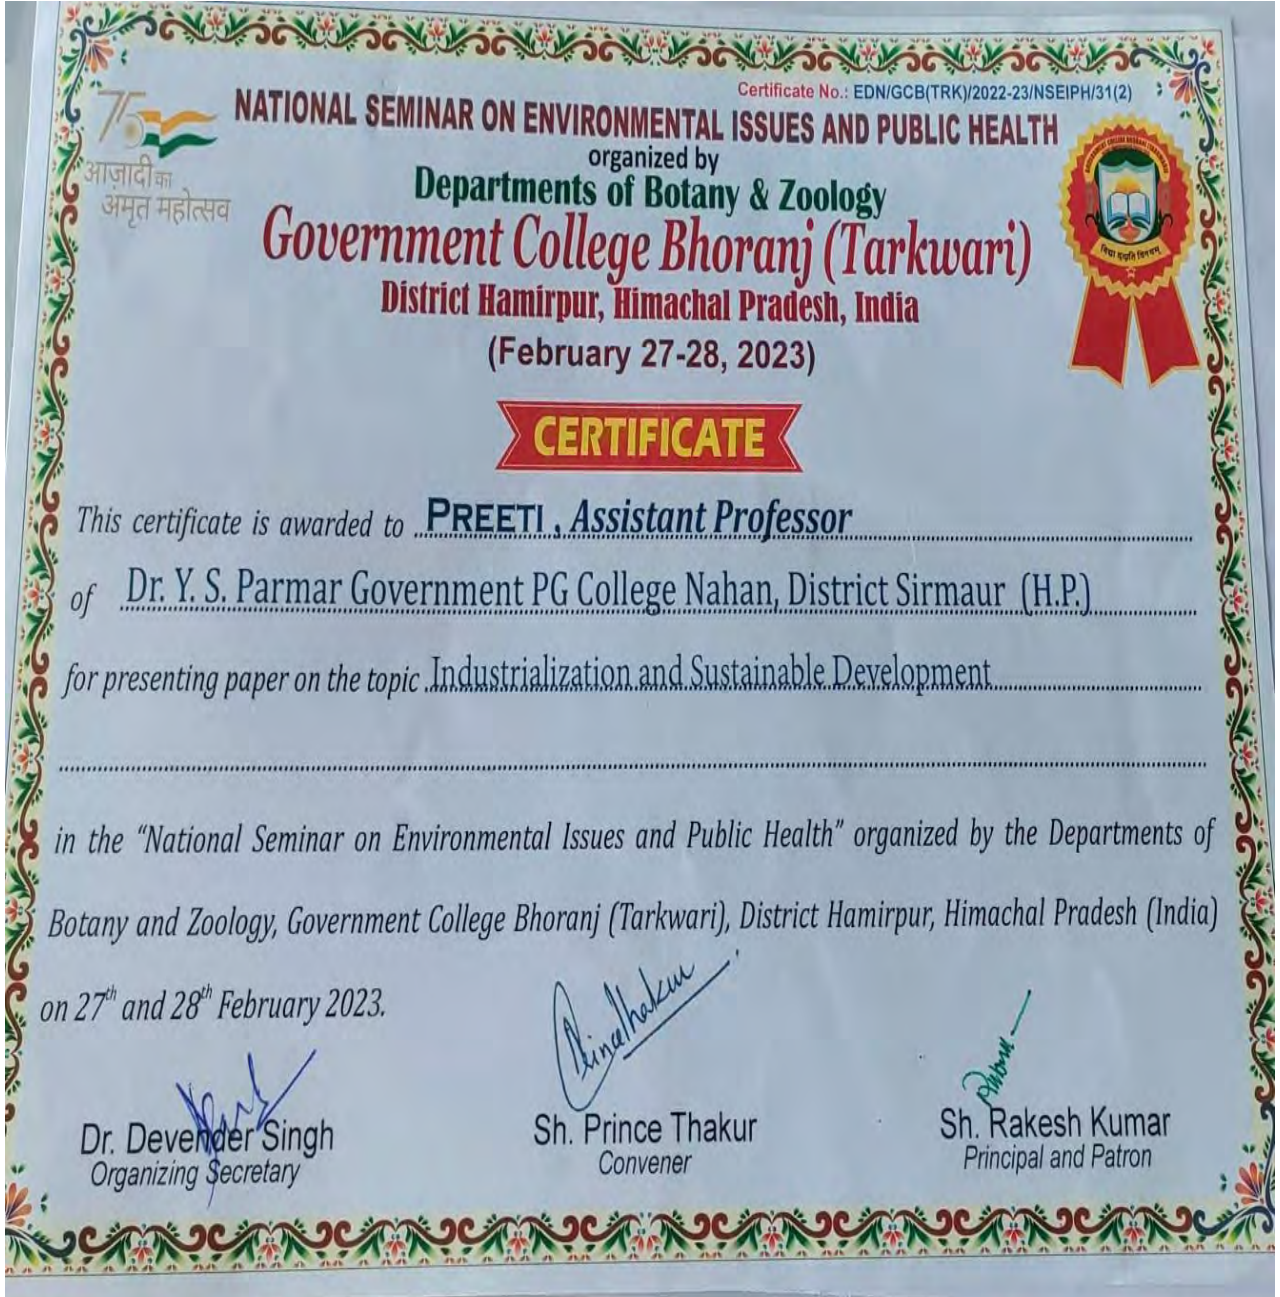 Certificate No.: EDN/GCB(TRK)/2022-23/NSEIPH/31(2)
75
आज़ादी का
अमृत महोत्सव
NATIONAL SEMINAR ON ENVIRONMENTAL ISSUES AND PUBLIC HEALTH
organized by
Departments of Botany & Zoology
Government College Bhoranj (Tarkwari)
District Hamirpur, Himachal Pradesh, India
(February 27-28, 2023)
CERTIFICATE
This certificate is awarded to PREETI, Assistant Professor
of Dr. Y. S. Parmar Government PG College Nahan, District Sirmaur (H.P.)
for presenting paper on the topic Industrialization and Sustainable Development
in the “National Seminar on Environmental Issues and Public Health” organized by the Departments of
Botany and Zoology, Government College Bhoranj (Tarkwari), District Hamirpur, Himachal Pradesh (India)
on 27th and 28th February 2023.
Prince Thakur
Dr. Devender Singh
Organizing Secretary
Sh. Prince Thakur
Convener
Sh. Rakesh Kumar
Principal and Patron